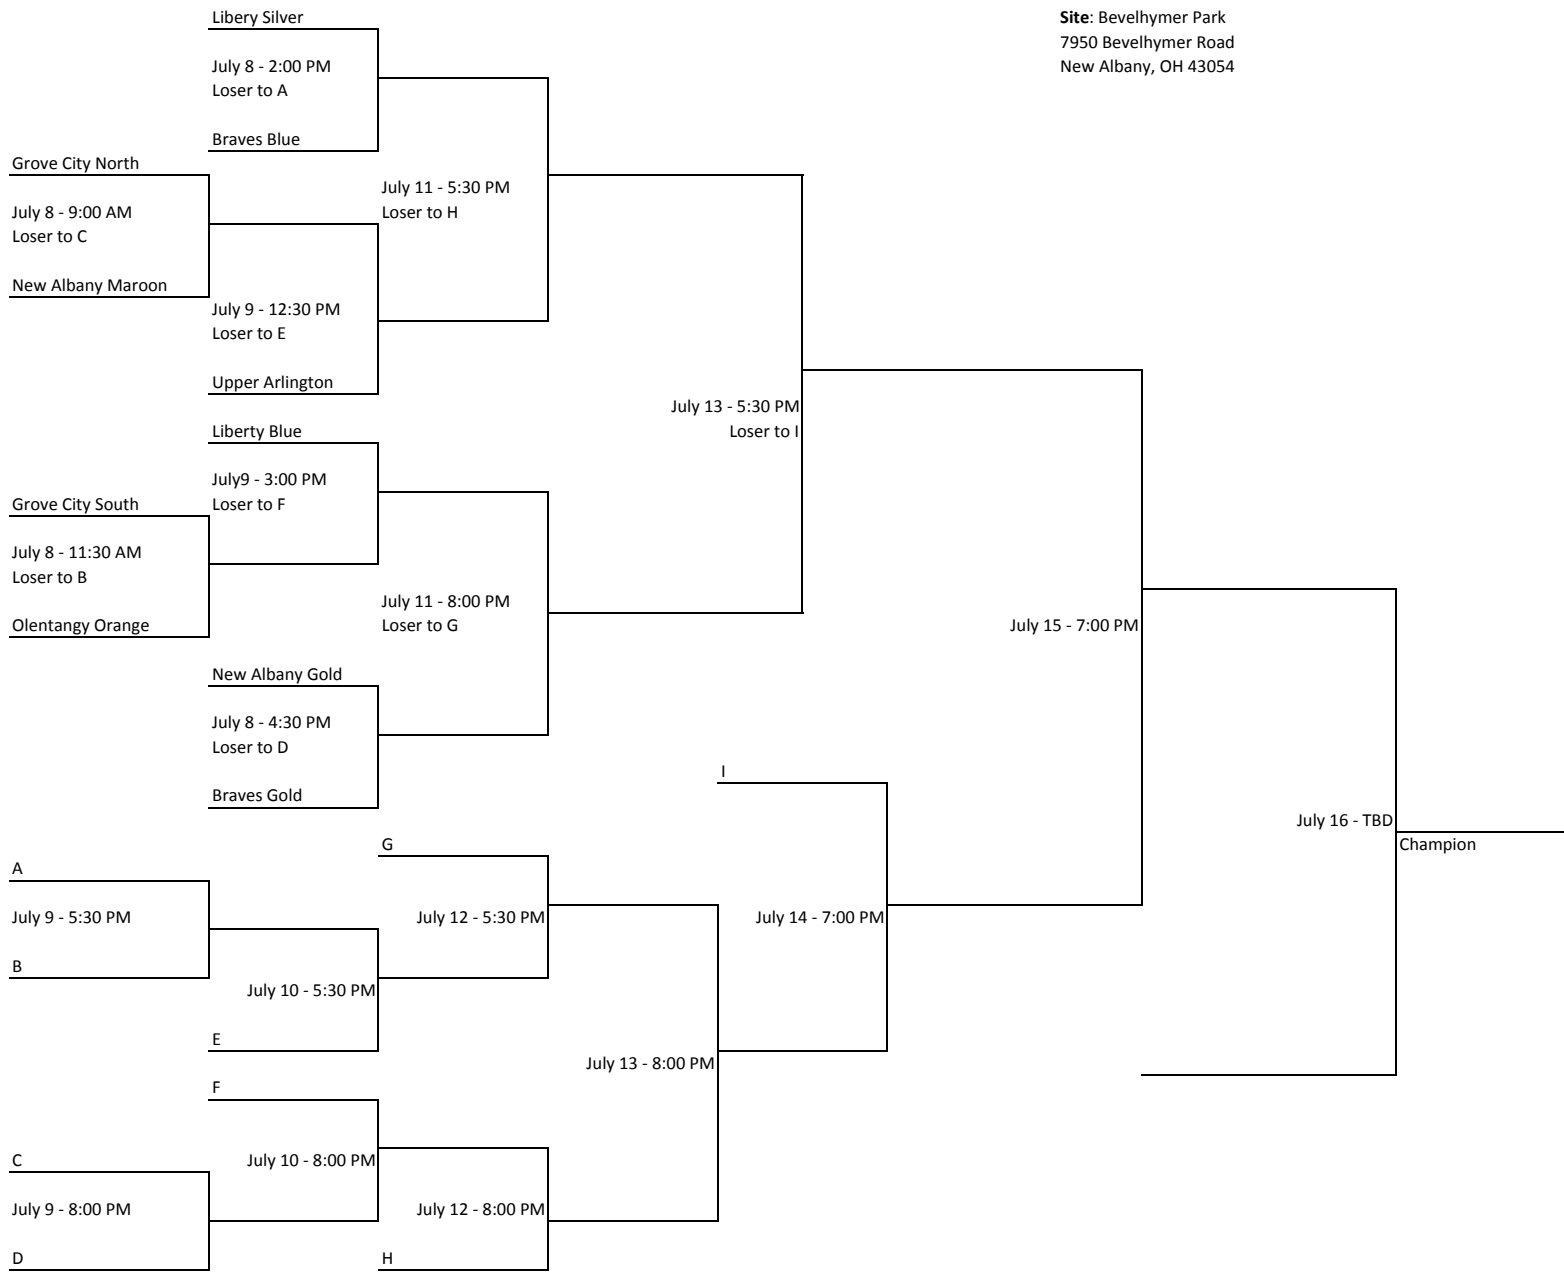 Libery Silver
Site: Bevelhymer Park
7950 Bevelhymer Road
New Albany, OH 43054
July 8 - 2:00 PM
Loser to A
Braves Blue
Grove City North
July 11 - 5:30 PM
Loser to H
July 8 - 9:00 AM
Loser to C
New Albany Maroon
July 9 - 12:30 PM
Loser to E
Upper Arlington
July 13 - 5:30 PM
Loser to I
Liberty Blue
July9 - 3:00 PM
Loser to F
Grove City South
July 8 - 11:30 AM
Loser to B
July 11 - 8:00 PM
Loser to G
Olentangy Orange
July 15 - 7:00 PM
New Albany Gold
July 8 - 4:30 PM
Loser to D
I
Braves Gold
July 16 - TBD
Champion
G
A
July 9 - 5:30 PM
July 12 - 5:30 PM
July 14 - 7:00 PM
B
July 10 - 5:30 PM
E
July 13 - 8:00 PM
F
C
July 10 - 8:00 PM
July 9 - 8:00 PM
July 12 - 8:00 PM
D
H